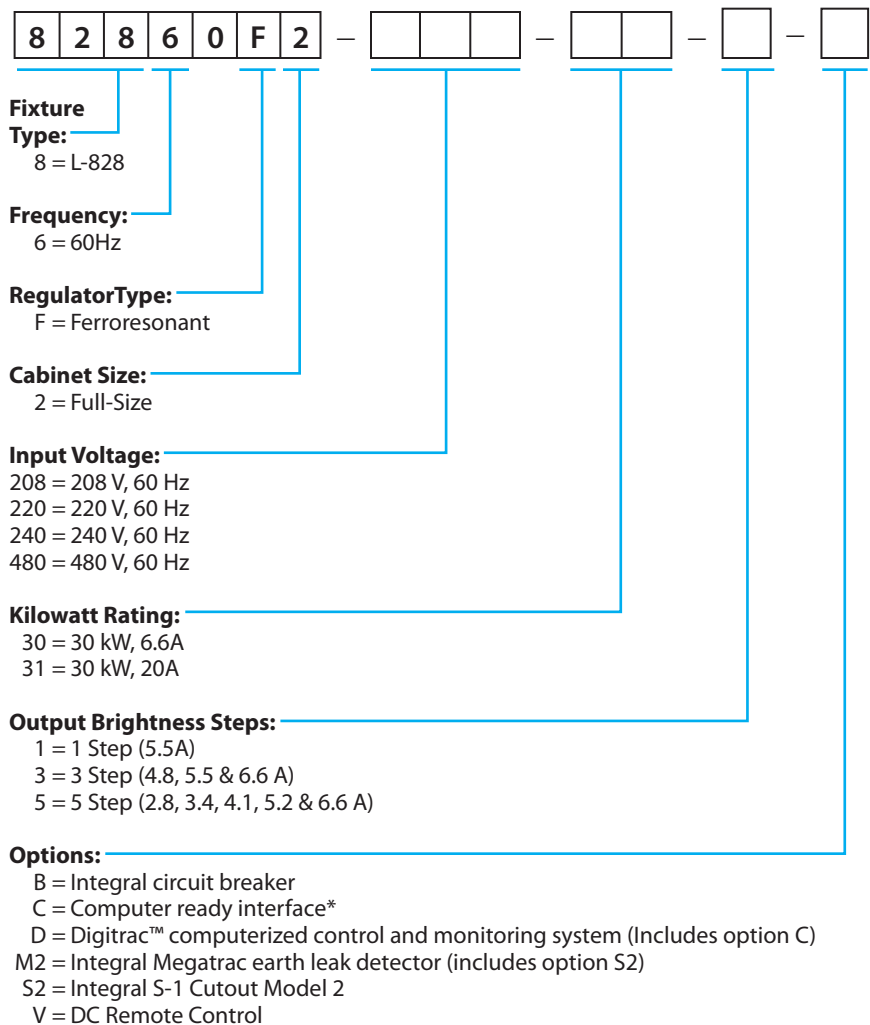 8 2 8 6 0 F 2 – – - –
Fixture
Type:
8 = L-828
Frequency:
6 = 60Hz
RegulatorType:
F = Ferroresonant
Cabinet Size:
2 = Full-Size
Input Voltage:
208 = 208 V, 60 Hz
220 = 220 V, 60 Hz
240 = 240 V, 60 Hz
480 = 480 V, 60 Hz
Kilowatt Rating:
30 = 30 kW, 6.6A
31 = 30 kW, 20A
Output Brightness Steps:
1 = 1 Step (5.5A)
3 = 3 Step (4.8, 5.5 & 6.6 A)
5 = 5 Step (2.8, 3.4, 4.1, 5.2 & 6.6 A)
Options:
B = Integral circuit breaker
C = Computer ready interface*
D = Digitrac™ computerized control and monitoring system (Includes option C)
M2 = Integral Megatrac earth leak detector (includes option S2)
S2 = Integral S-1 Cutout Model 2
V = DC Remote Control